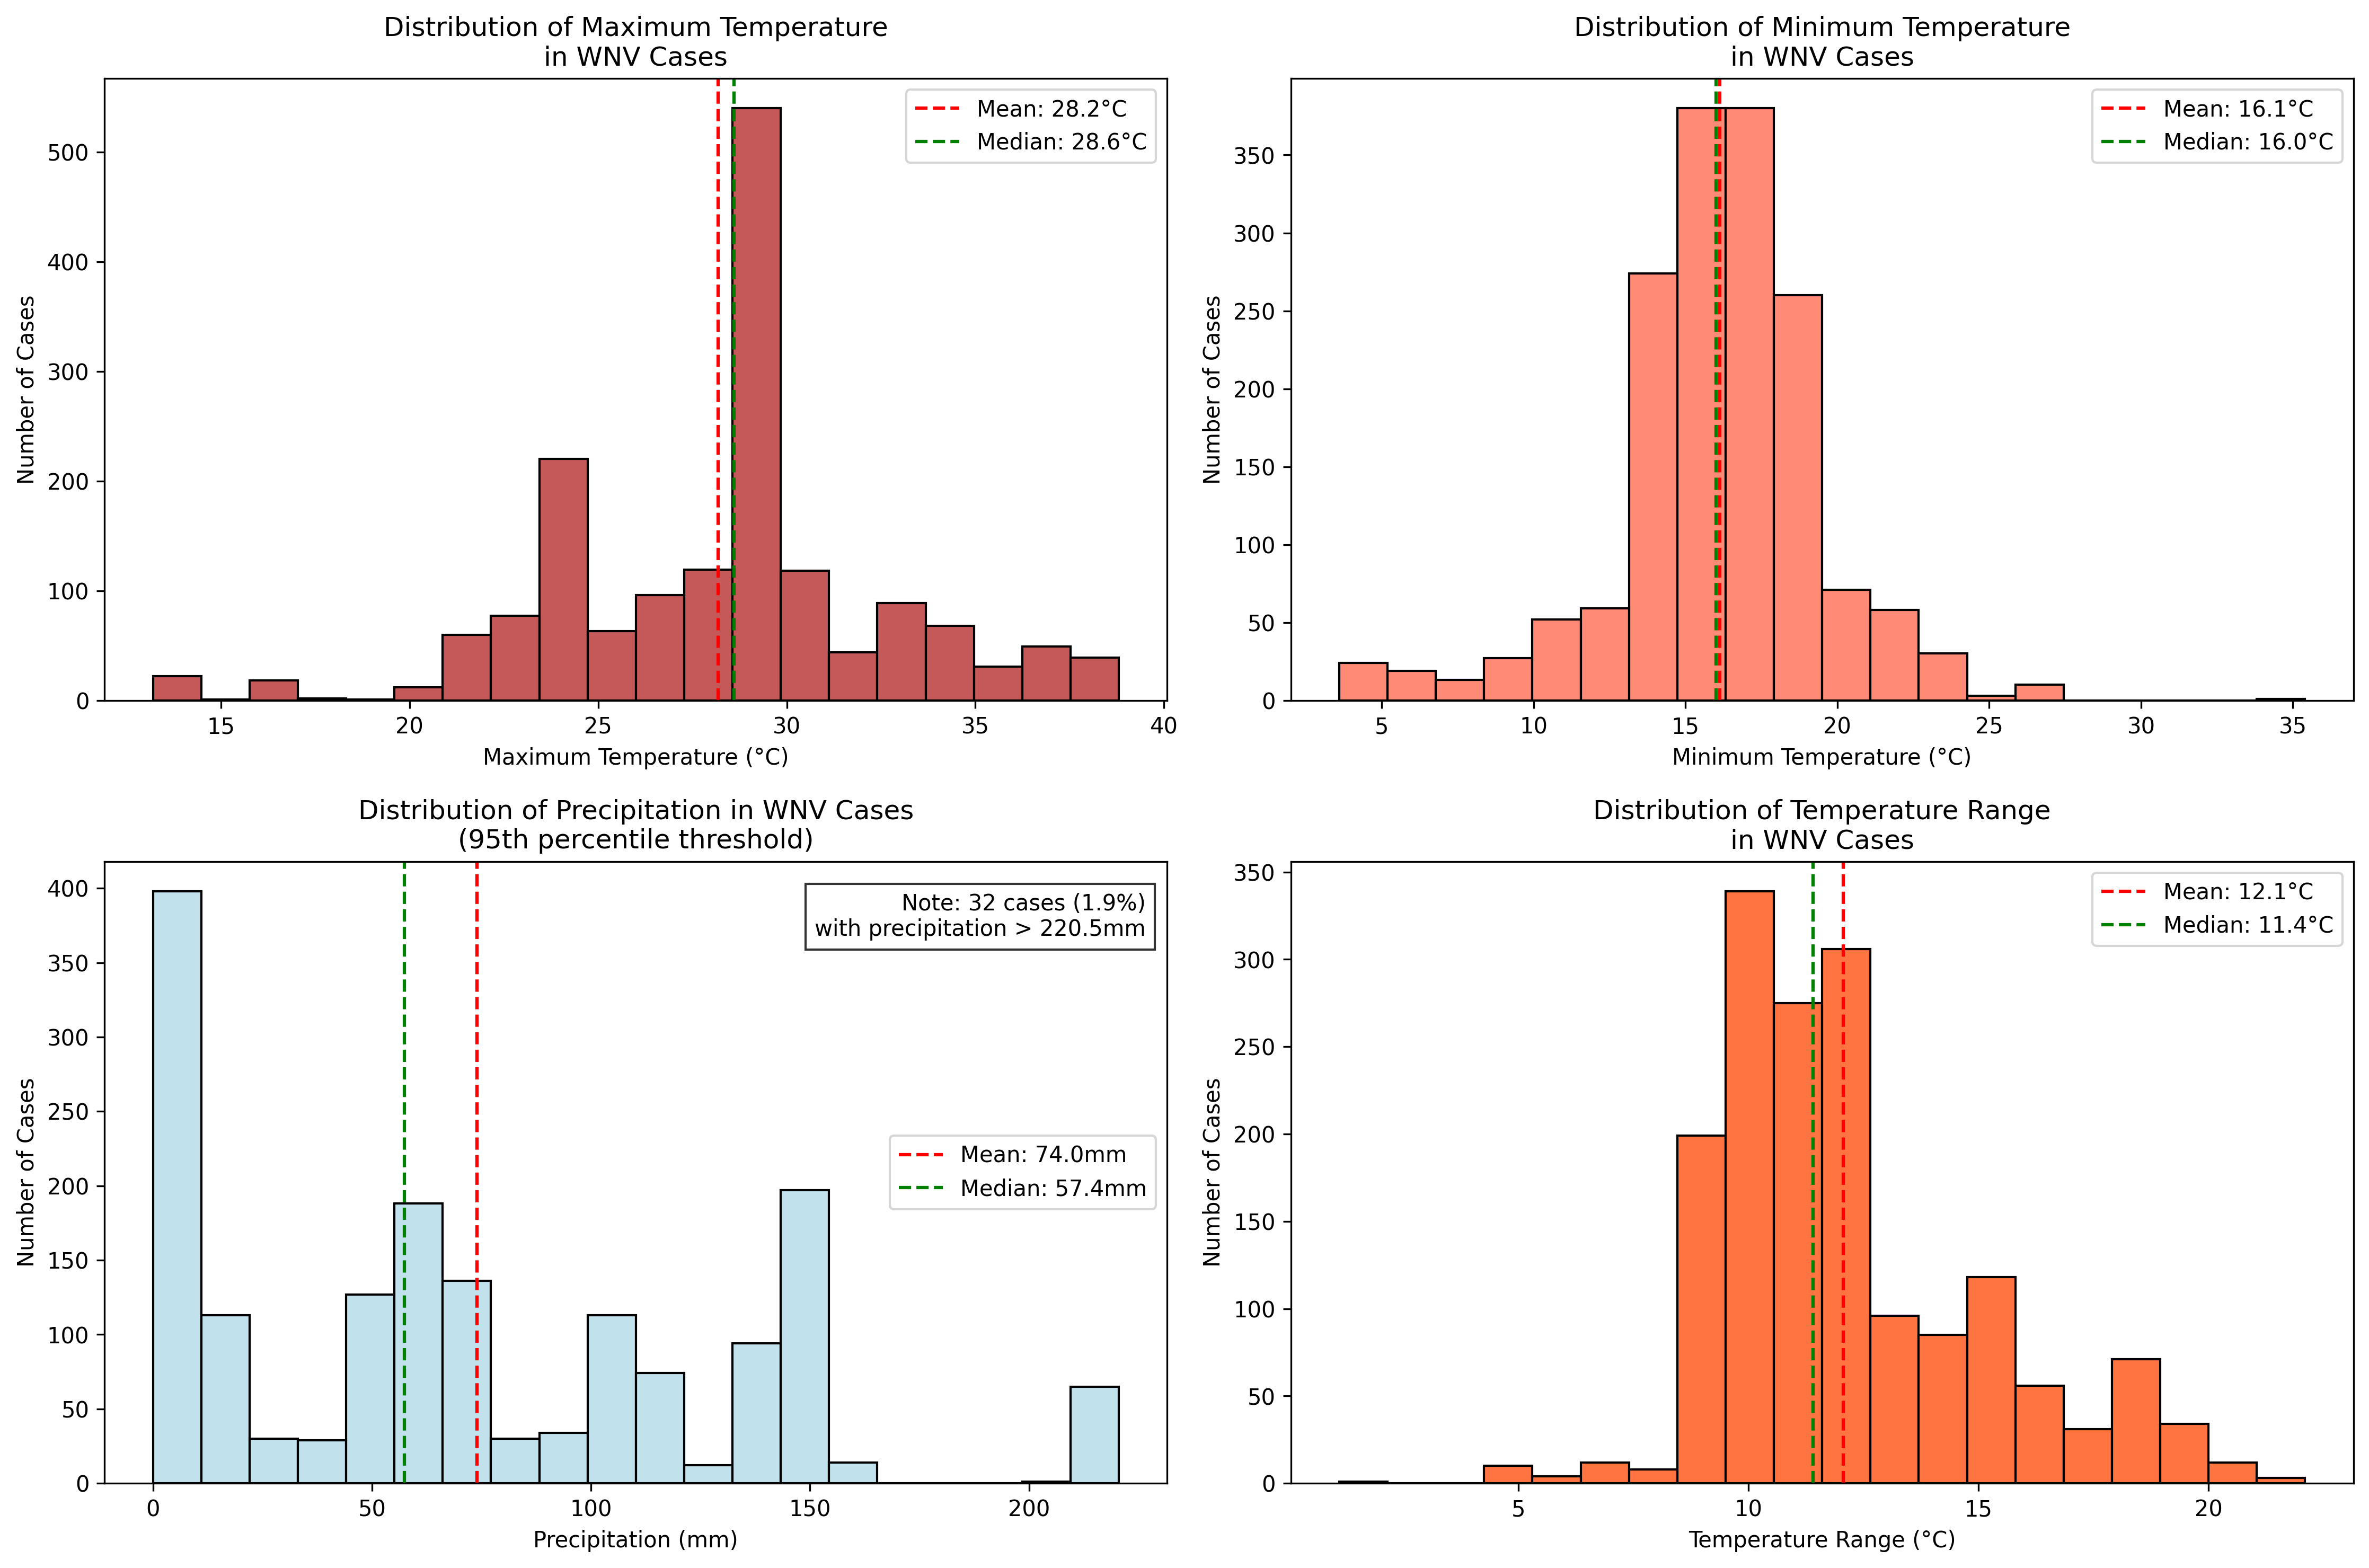 Distribution of Maximum Temperature
in WNV Cases
Number of Cases
500
400
300
200
100
0
15
20
25
30
35
40
Maximum Temperature (°C)
Mean: 28.2°C
Median: 28.6°C
Distribution of Minimum Temperature
in WNV Cases
Number of Cases
350
300
250
200
150
100
50
0
5
10
15
20
25
30
35
Minimum Temperature (°C)
Mean: 16.1°C
Median: 16.0°C
Distribution of Precipitation in WNV Cases
(95th percentile threshold)
Number of Cases
400
350
300
250
200
150
100
50
0
0
50
100
150
200
Precipitation (mm)
Note: 32 cases (1.9%)
with precipitation > 220.5mm
Mean: 74.0mm
Median: 57.4mm
Distribution of Temperature Range
in WNV Cases
Number of Cases
350
300
250
200
150
100
50
0
5
10
15
20
Temperature Range (°C)
Mean: 12.1°C
Median: 11.4°C